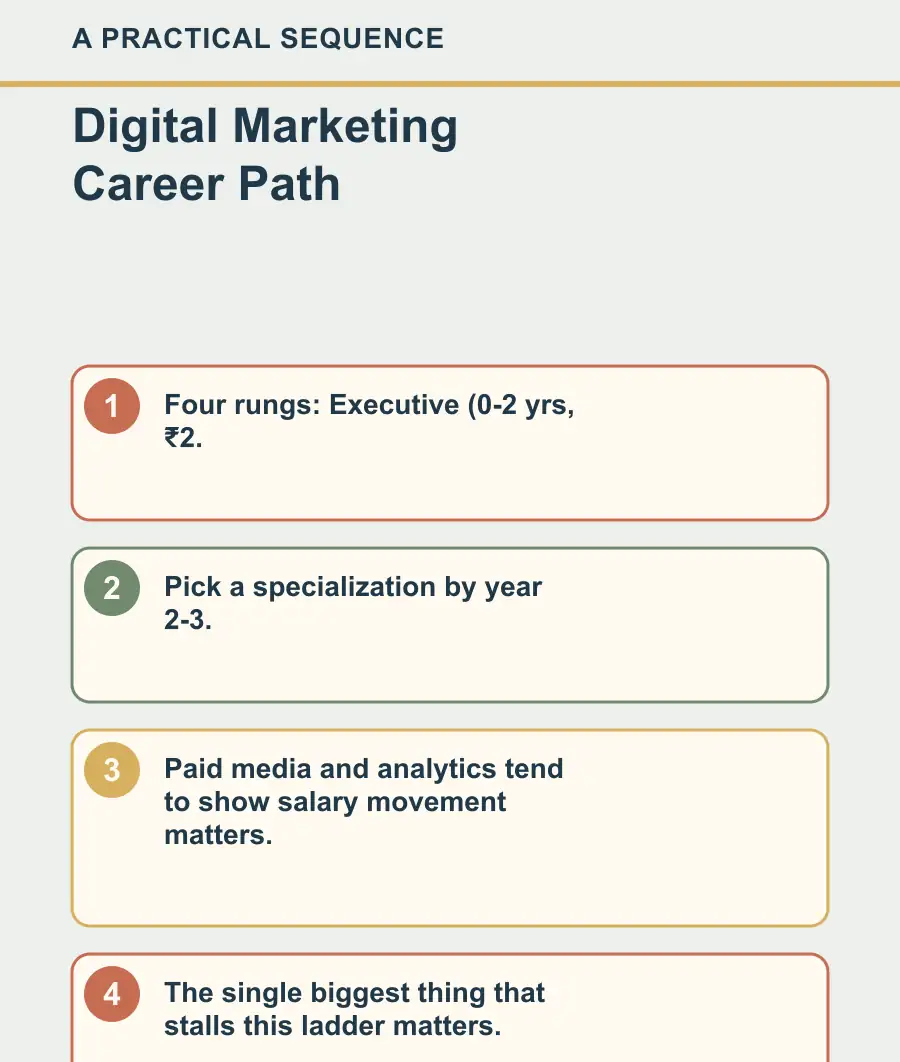 A PRACTICAL SEQUENCE
Digital Marketing
Career Path
1
Four rungs: Executive (0-2 yrs,
₹2.
2
Pick a specialization by year
2-3.
3
Paid media and analytics tend
to show salary movement
matters.
4
The single biggest thing that
stalls this ladder matters.